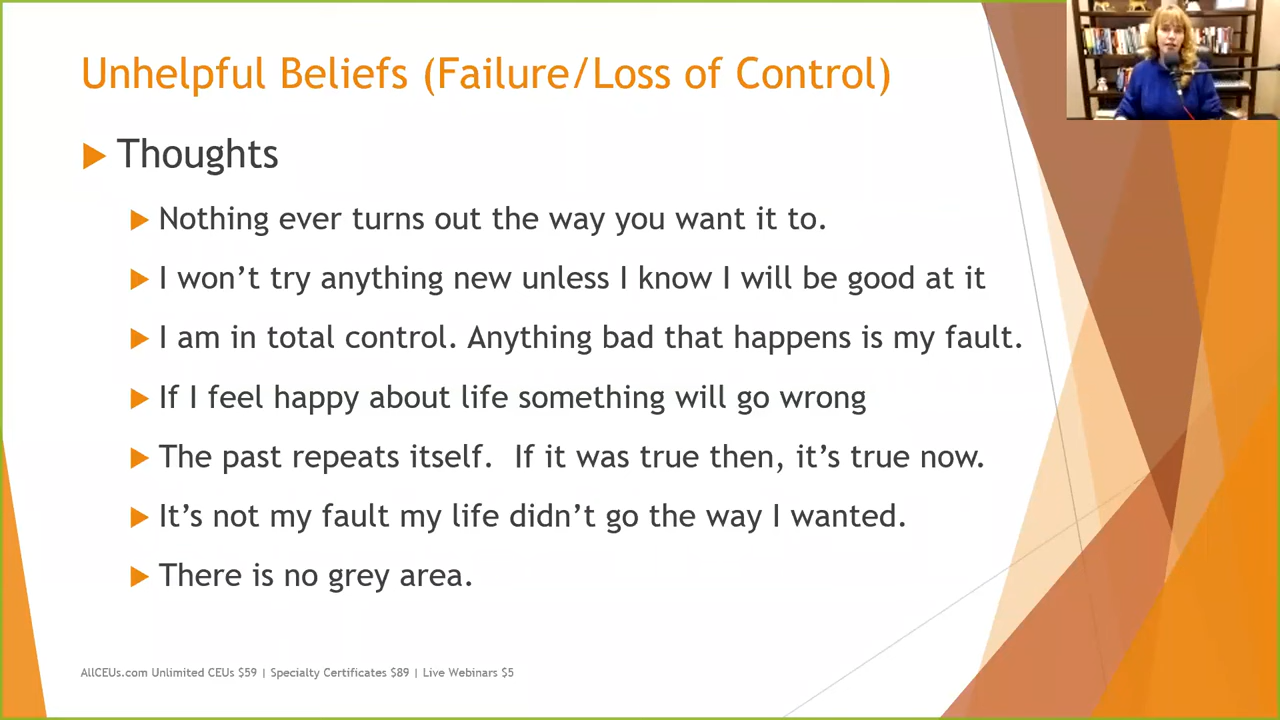 Unhelpful Beliefs (Failure/Loss of Control)
Thoughts
Nothing ever turns out the way you want it to.
I won’t try anything new unless I know I will be good at it
I am in total control. Anything bad that happens is my fault.
If I feel happy about life something will go wrong
The past repeats itself.  If it was true then, it’s true now.
It’s not my fault my life didn’t go the way I wanted.
There is no grey area.
AllCEUs.com Unlimited CEUs $59 | Specialty Certificates $89 | Live Webinars $5